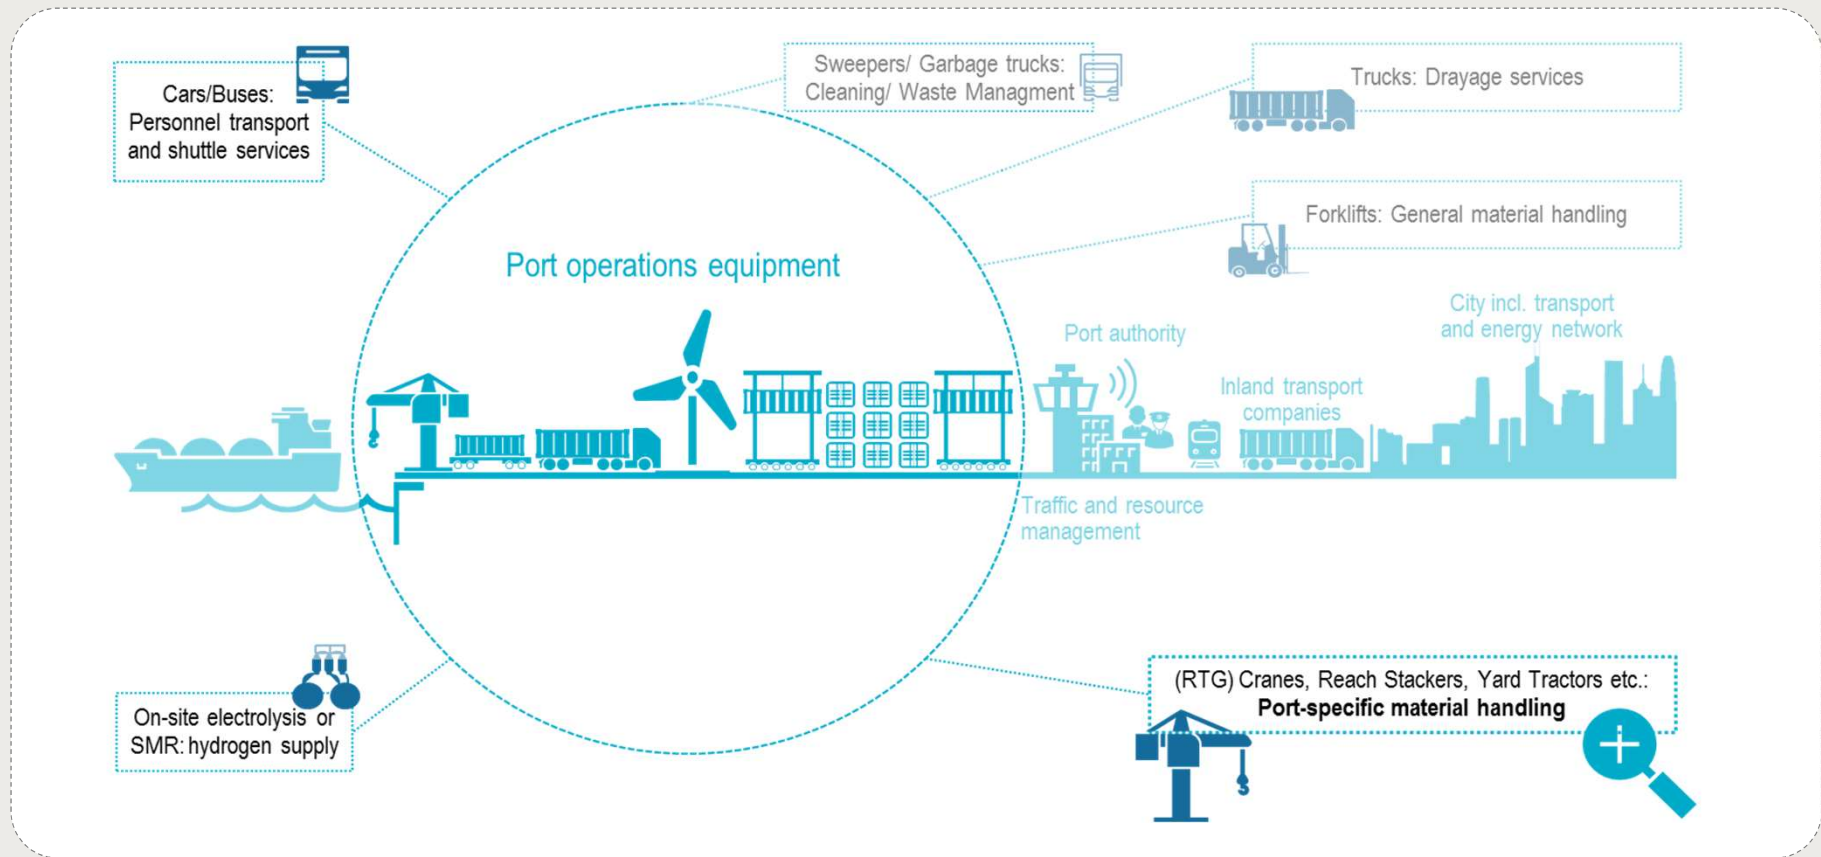 Cars/Buses:
Personnel transport
and shuttle services
Sweepers/ Garbage trucks:
Cleaning/ Waste Managment
Trucks: Drayage services
Forklifts: General material handling
Port operations equipment
City incl. transport
and energy network
Port authority
Inland transport
companies
Traffic and resource
management
On-site electrolysis or
SMR: hydrogen supply
(RTG) Cranes, Reach Stackers, Yard Tractors etc.:
Port-specific material handling